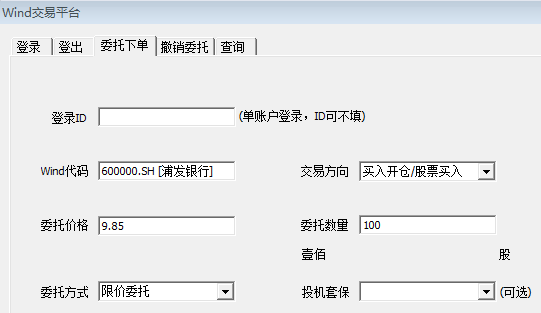 Wind交易平台
登录 登出 委托下单 撤销委托 查询
登录ID (单账户登录，ID可不填)
Wind代码 600000.SH [浦发银行] 交易方向 买入开仓/股票买入
委托价格 9.85 委托数量 100
壹佰 股
委托方式 限价委托 投机套保 (可选)